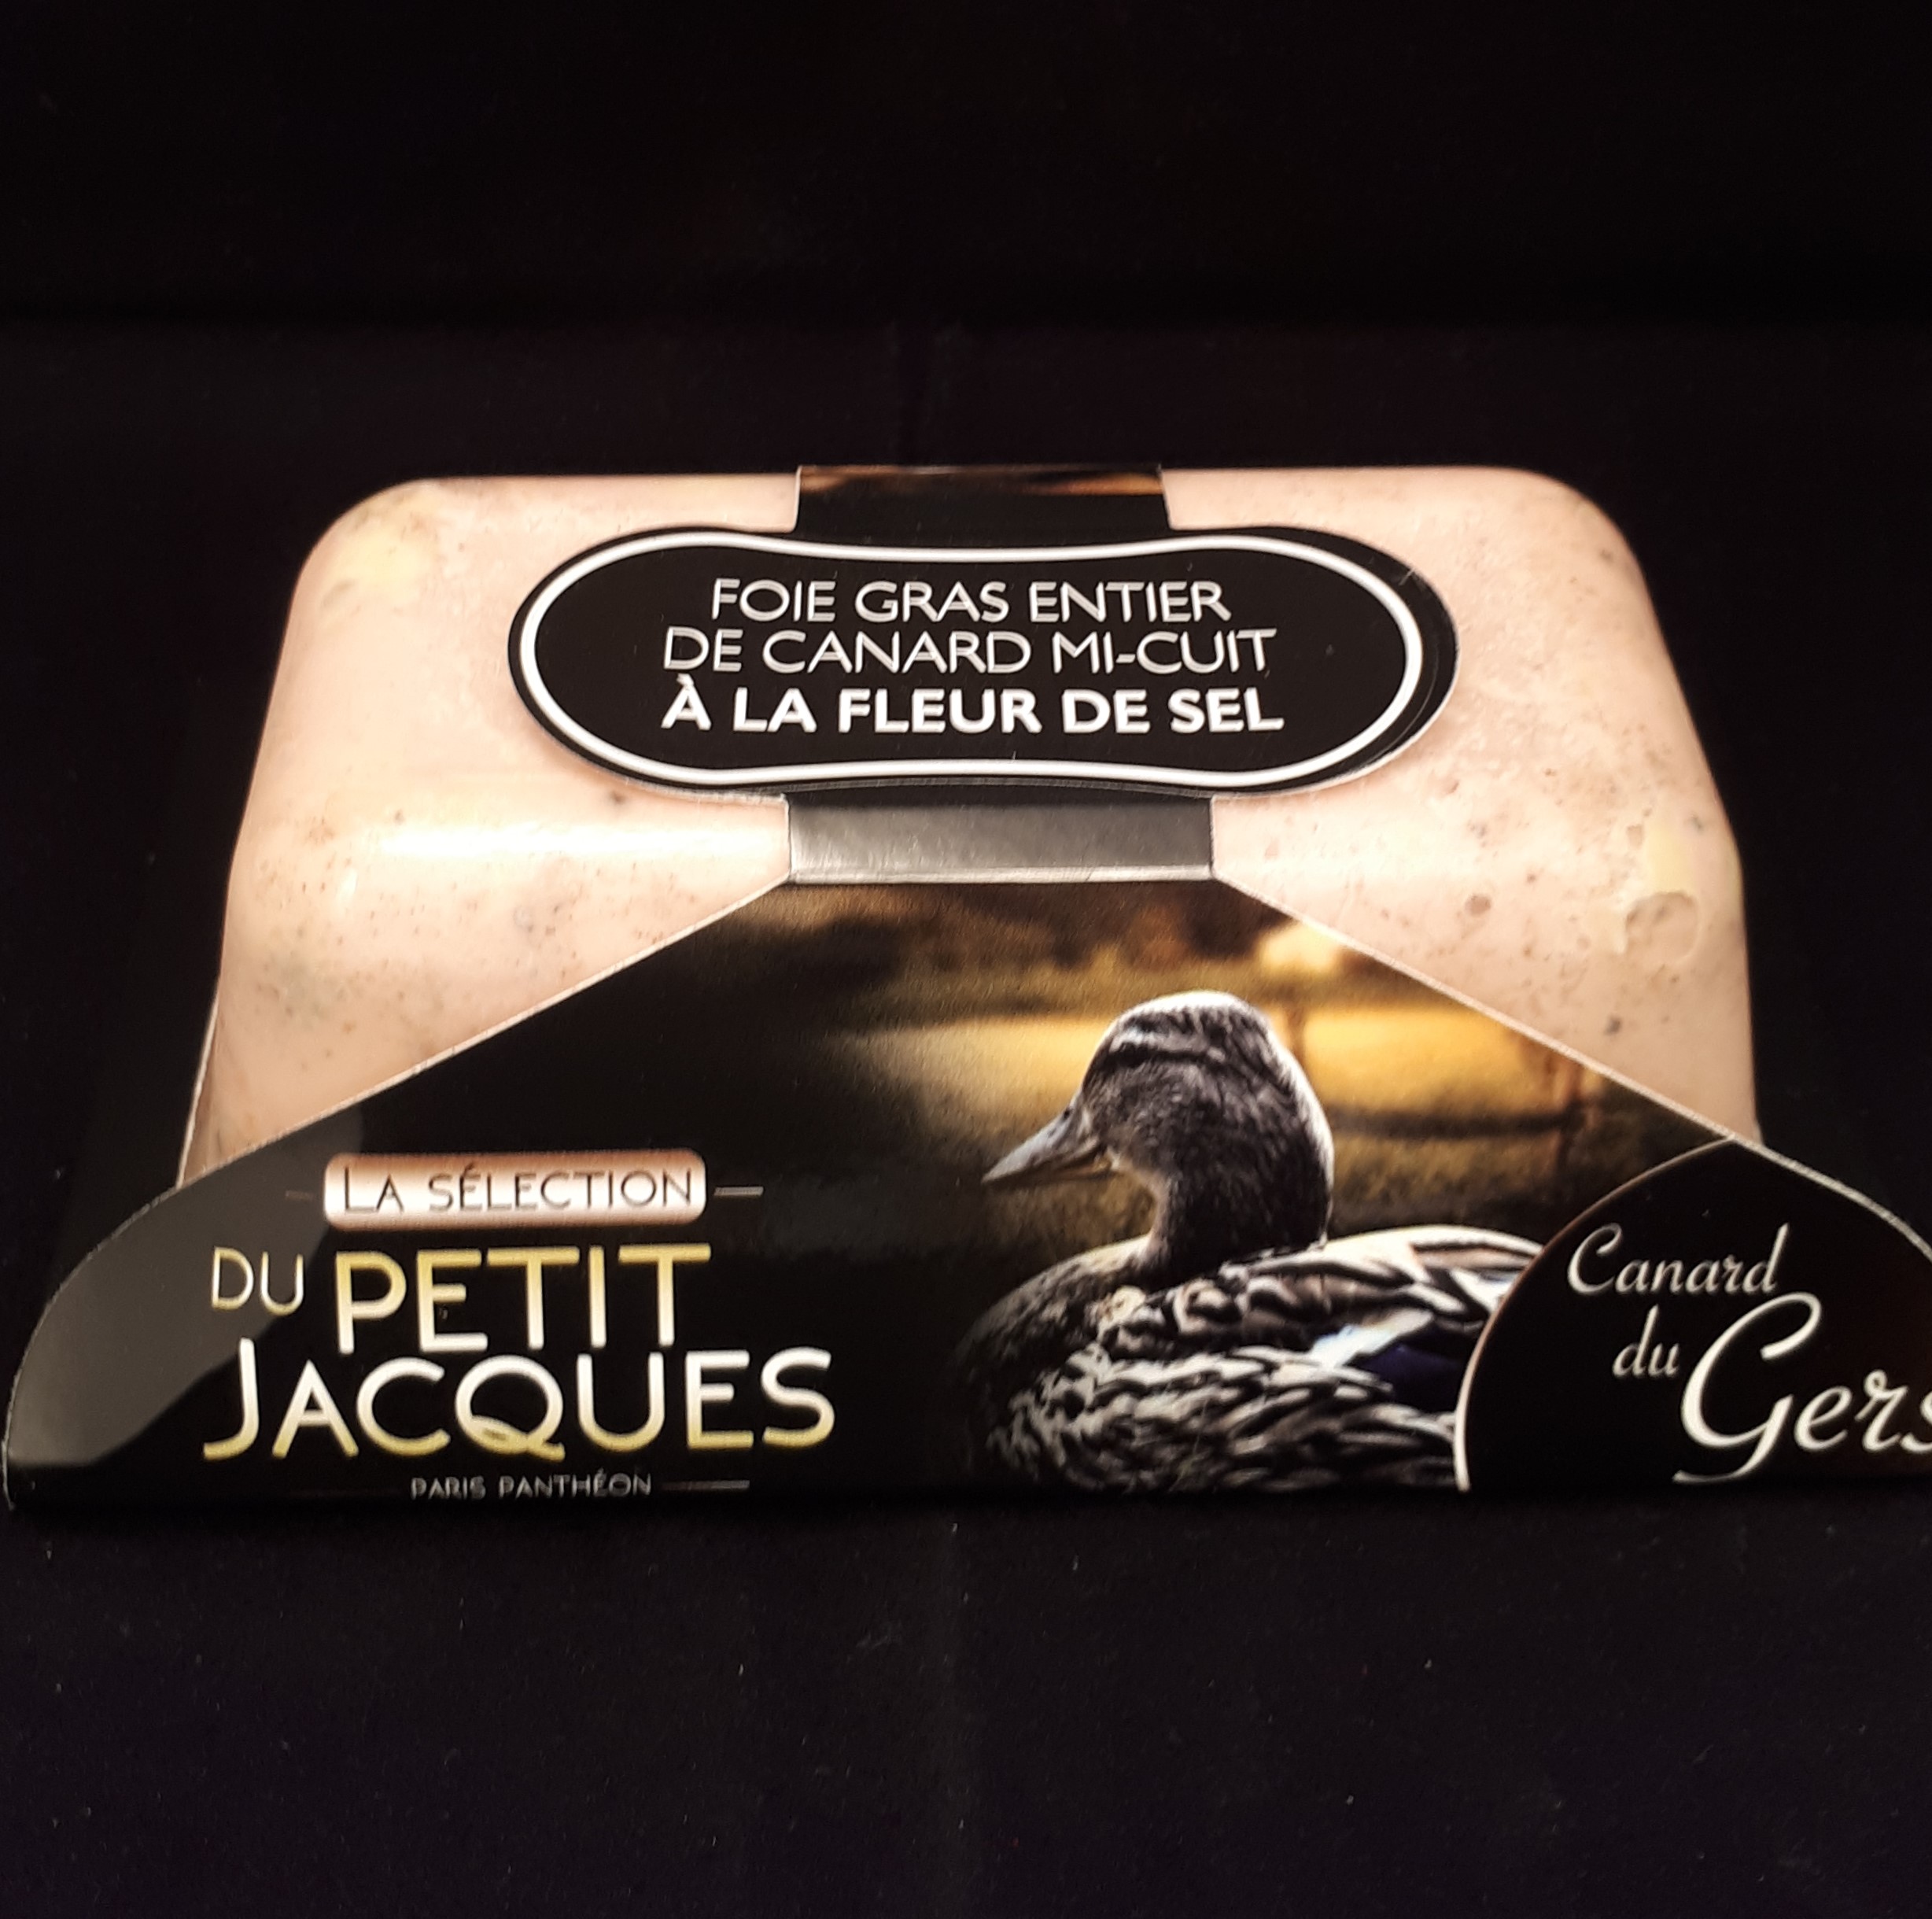 FOIE GRAS ENTIER
DE CANARD MI-CUIT
À LA FLEUR DE SEL
LA SÉLECTION
DU PETIT
JACQUES
PARIS PANTHÉON
Canard
du Gers